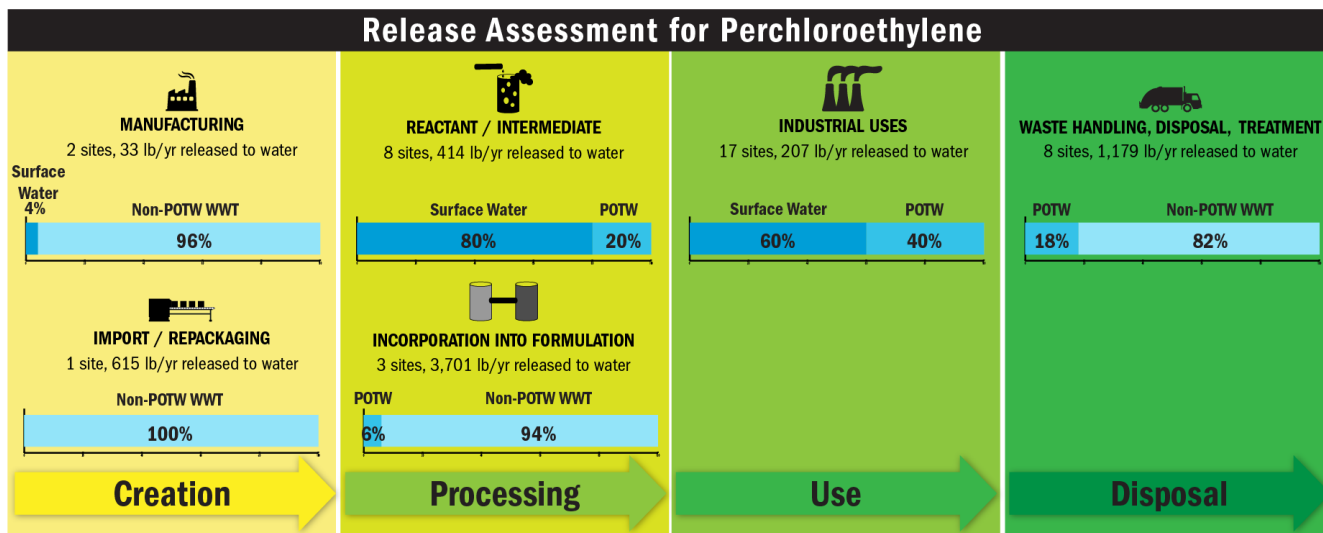 Release Assessment for Perchloroethylene
MANUFACTURING
2 sites, 33 lb/yr released to water
Surface
Water
4%
Non-POTW WWT
96%
IMPORT / REPACKAGING
1 site, 615 lb/yr released to water
Non-POTW WWT
100%
Creation
REACTANT / INTERMEDIATE
8 sites, 414 lb/yr released to water
Surface Water
POTW
80%
20%
INCORPORATION INTO FORMULATION
3 sites, 3,701 lb/yr released to water
POTW
Non-POTW WWT
6%
94%
Processing
INDUSTRIAL USES
17 sites, 207 lb/yr released to water
Surface Water
POTW
60%
40%
Use
WASTE HANDLING, DISPOSAL, TREATMENT
8 sites, 1,179 lb/yr released to water
POTW
Non-POTW WWT
18%
82%
Disposal